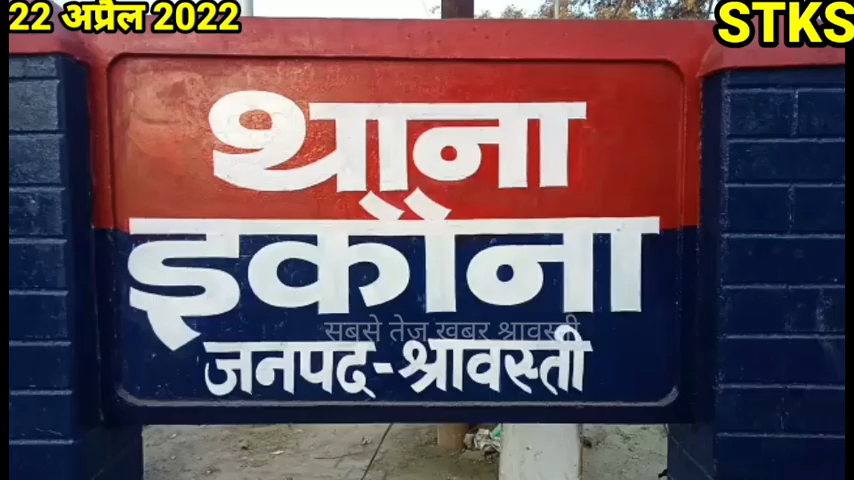 22 अप्रैल 2022
STKS
थाना
इकौना
सबसे तेज खबर श्रावस्ती
जनपद-श्रावस्ती